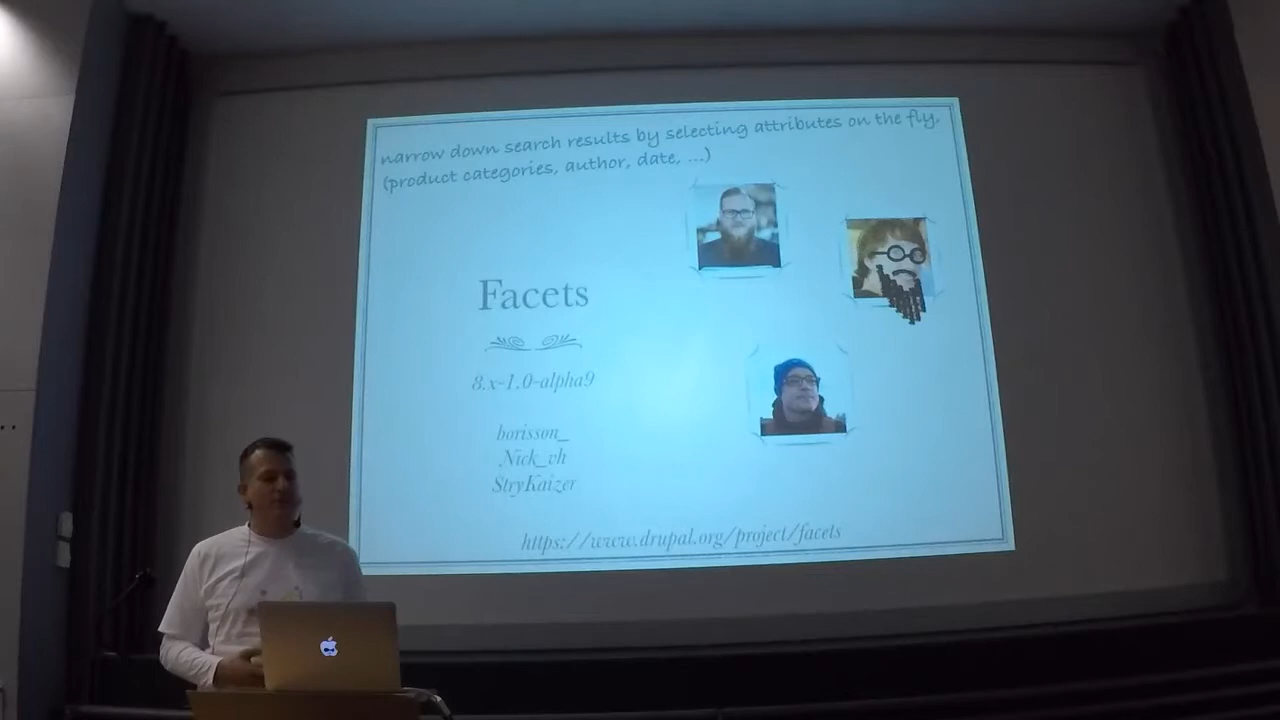 narrow down search results by selecting attributes on the fly.
(product categories, author, date, ...)
Facets
8.x-1.0-alpha9
borisson_
Nick_vh
StryKaizer
https://www.drupal.org/project/facets